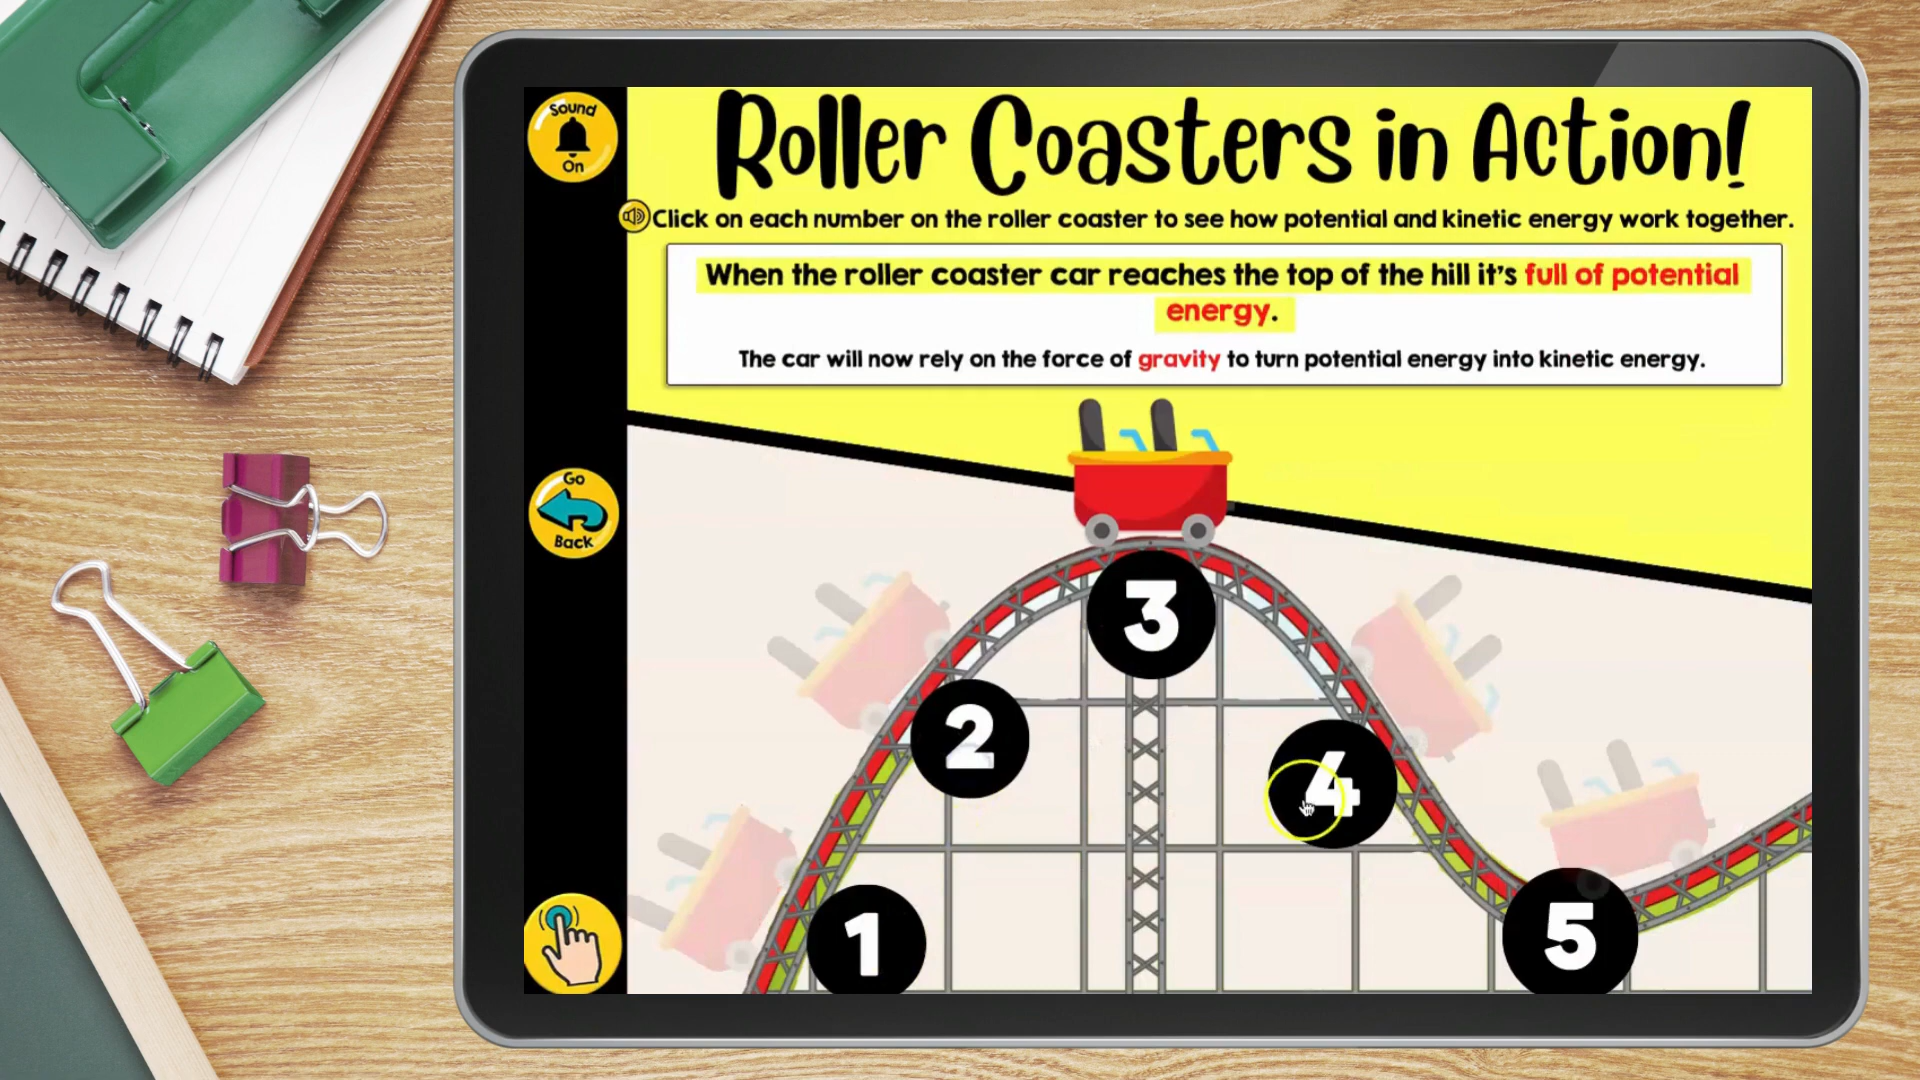 Sound
On
Roller Coasters in Action!
Click on each number on the roller coaster to see how potential and kinetic energy work together.
When the roller coaster car reaches the top of the hill it's full of potential
energy.
The car will now rely on the force of gravity to turn potential energy into kinetic energy.
Go
Back
3
2
4
1
5